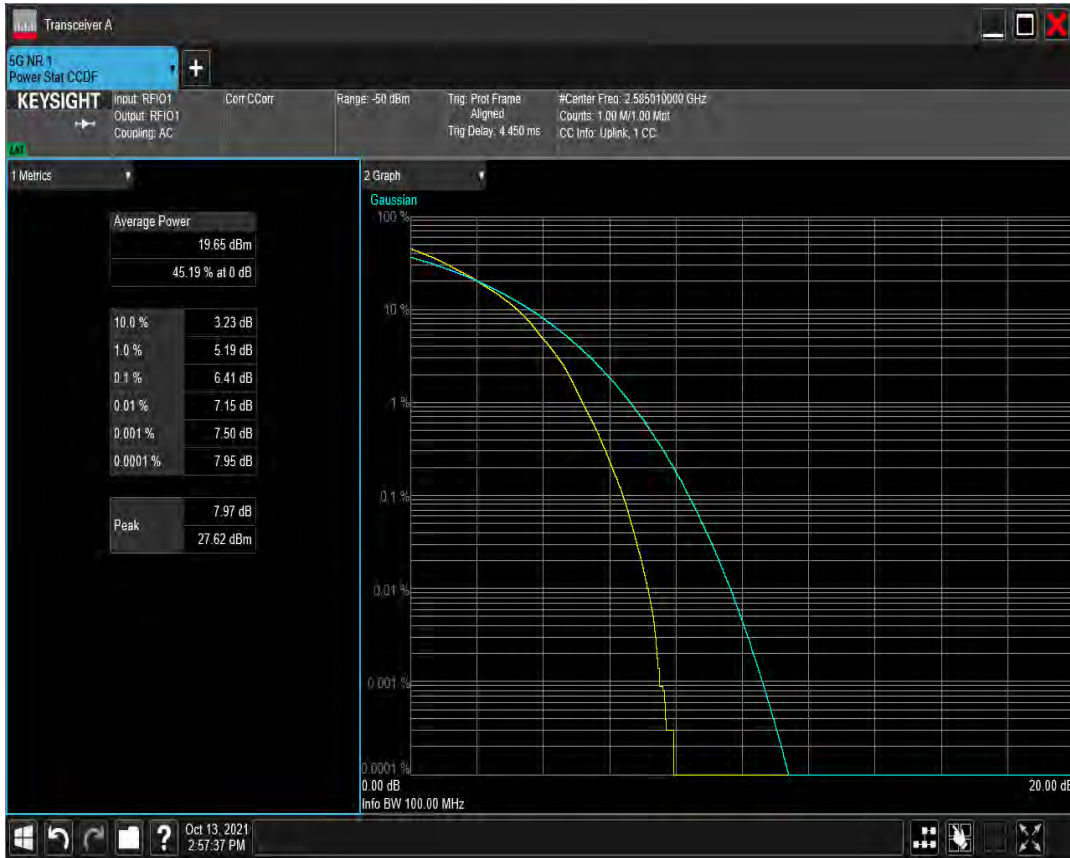 Transceiver A
5G NR 1
Power Stat CCDF
+
KEYSIGHT
Input: RFIO1
Output: RFIO1
Coupling: AC
Corr CCorr
Range: -50 dBm
Trig: Prot Frame
Aligned
Trig Delay: 4.450 ms
#Center Freq: 2.585010000 GHz
Counts: 1.00 M/1.00 Mpt
CC Info: Uplink, 1 CC
1 Metrics
Average Power
19.65 dBm
45.19 % at 0 dB
10.0 % 3.23 dB
1.0 % 5.19 dB
0.1 % 6.41 dB
0.01 % 7.15 dB
0.001 % 7.50 dB
0.0001 % 7.95 dB
Peak 7.97 dB
27.62 dBm
2 Graph
Gaussian
100 %
10 %
1 %
0.1 %
0.01 %
0.001 %
0.0001 %
0.00 dB 20.00 dB
Info BW 100.00 MHz
?
Oct 13, 2021
2:57:37 PM